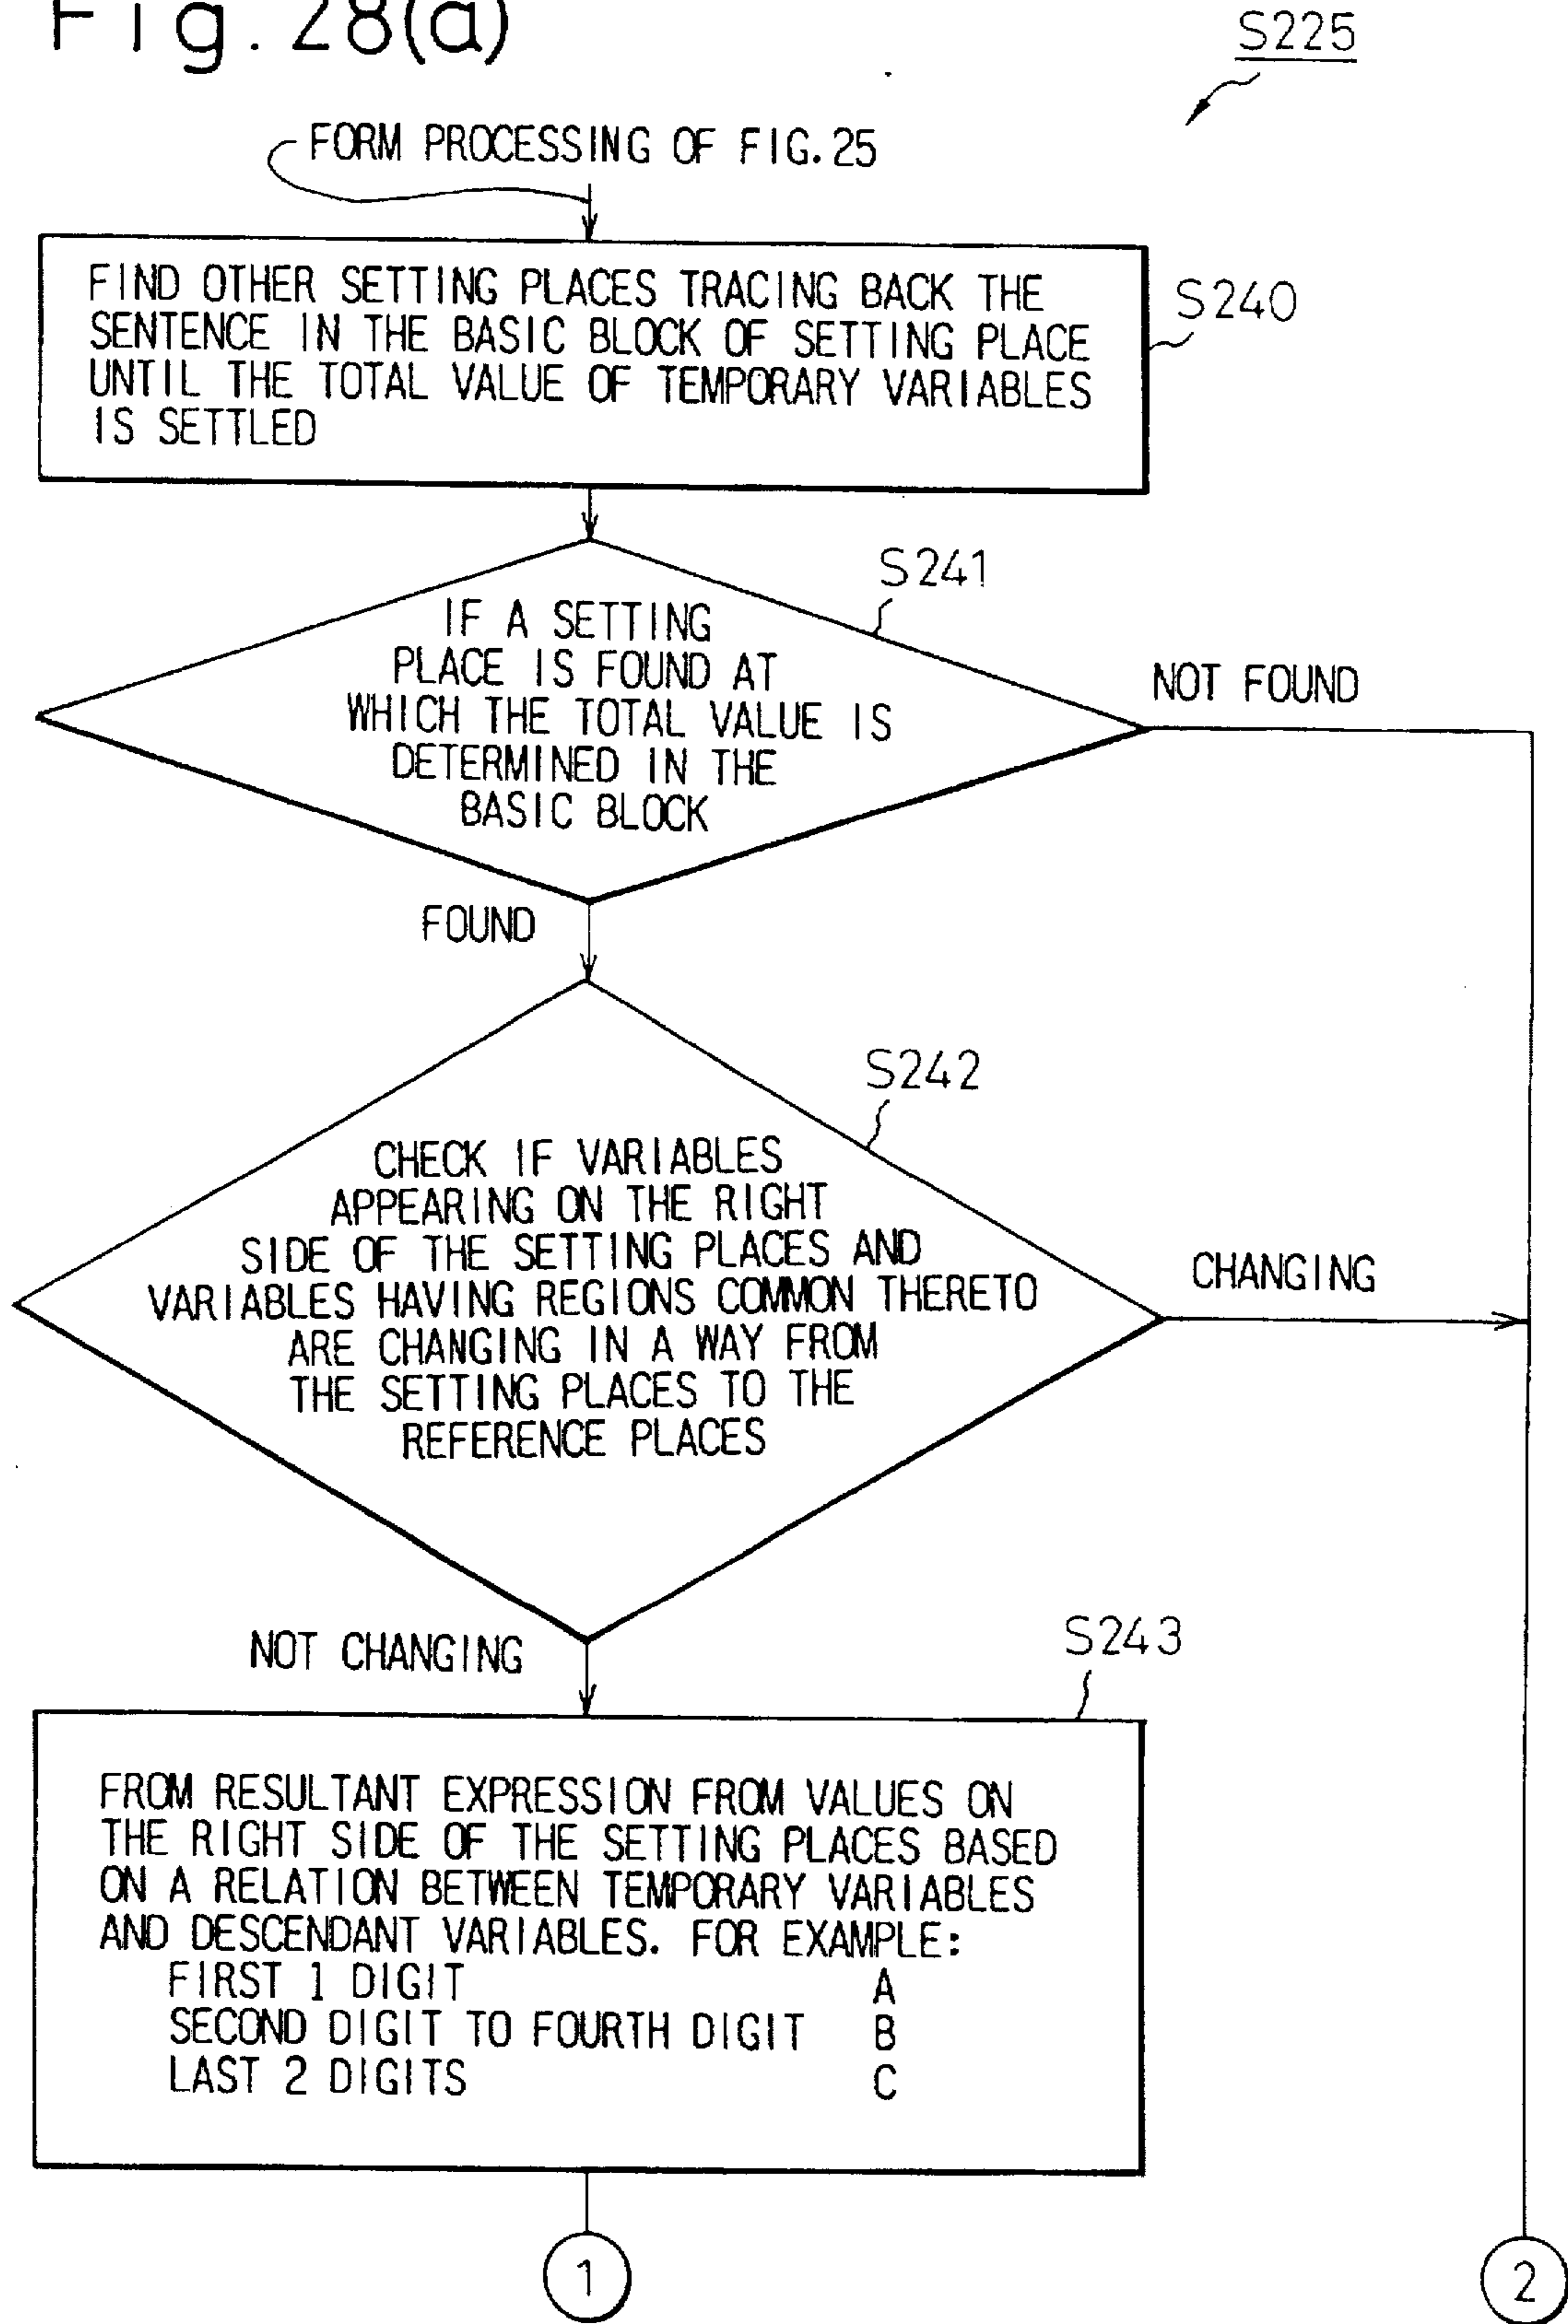 Fig. 28(a)
S225
FORM PROCESSING OF FIG. 25
FIND OTHER SETTING PLACES TRACING BACK THE
SENTENCE IN THE BASIC BLOCK OF SETTING PLACE
UNTIL THE TOTAL VALUE OF TEMPORARY VARIABLES
IS SETTLED
S240
S241
IF A SETTING
PLACE IS FOUND AT
WHICH THE TOTAL VALUE IS
DETERMINED IN THE
BASIC BLOCK
NOT FOUND
FOUND
S242
CHECK IF VARIABLES
APPEARING ON THE RIGHT
SIDE OF THE SETTING PLACES AND
VARIABLES HAVING REGIONS COMMON THERETO
ARE CHANGING IN A WAY FROM
THE SETTING PLACES TO THE
REFERENCE PLACES
CHANGING
NOT CHANGING
S243
FROM RESULTANT EXPRESSION FROM VALUES ON
THE RIGHT SIDE OF THE SETTING PLACES BASED
ON A RELATION BETWEEN TEMPORARY VARIABLES
AND DESCENDANT VARIABLES. FOR EXAMPLE:
FIRST 1 DIGIT A
SECOND DIGIT TO FOURTH DIGIT B
LAST 2 DIGITS C
1
2